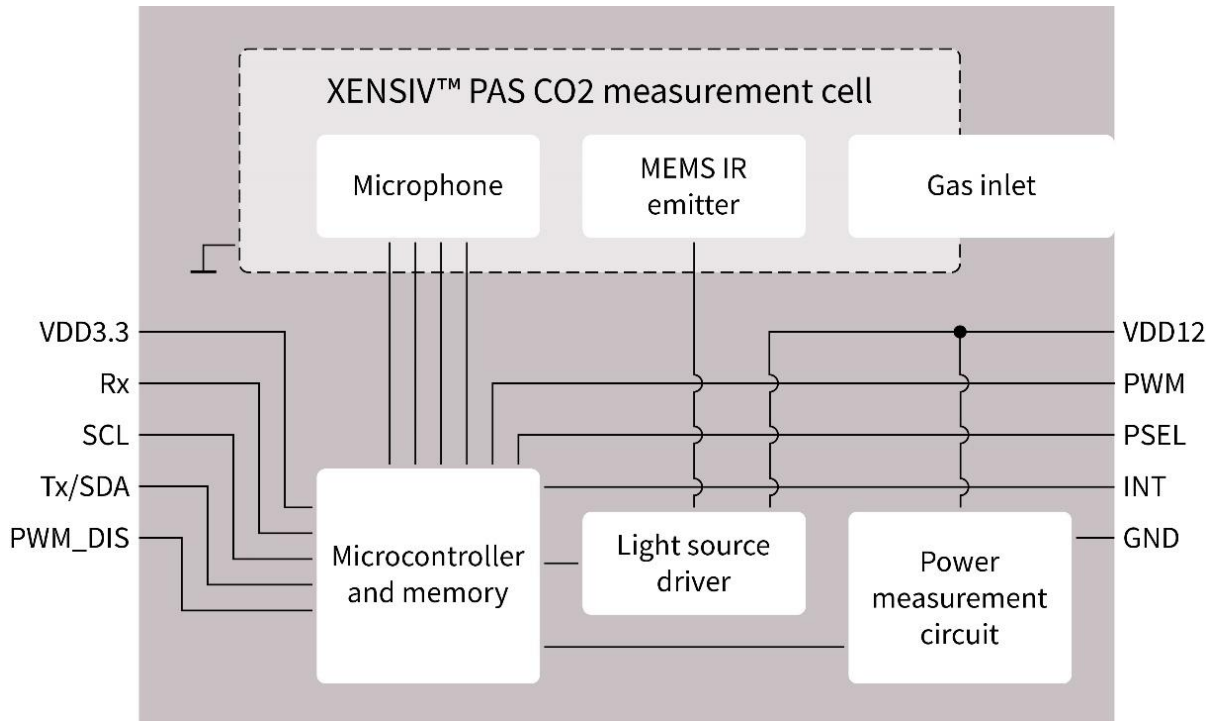 XENSIV™ PAS CO2 measurement cell
Microphone
MEMS IR
emitter
Gas inlet
VDD3.3
Rx
SCL
Tx/SDA
PWM_DIS
VDD12
PWM
PSEL
INT
GND
Microcontroller
and memory
Light source
driver
Power
measurement
circuit